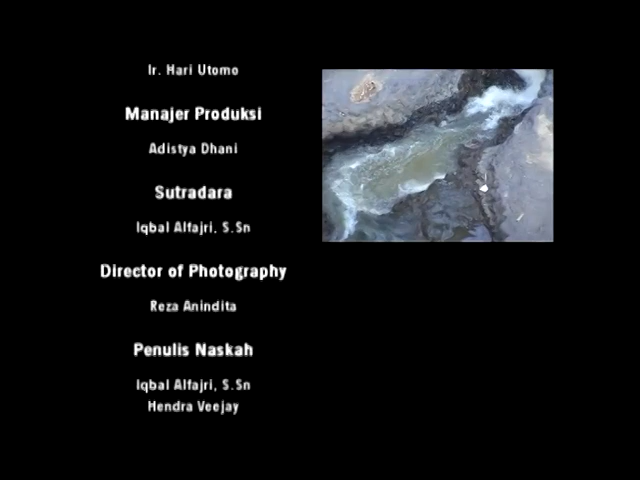 Ir. Hari Utomo
Manajer Produksi
Adistya Dhani
Sutradara
Iqbal Alfajri, S.Sn
Director of Photography
Reza Anindita
Penulis Naskah
Iqbal Alfajri, S.Sn
Hendra Veejay